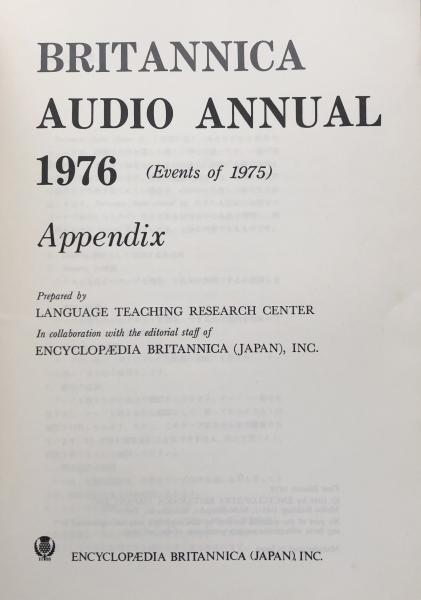 BRITANNICA
AUDIO ANNUAL
1976 (Events of 1975)
Appendix
Prepared by
LANGUAGE TEACHING RESEARCH CENTER
In collaboration with the editorial staff of
ENCYCLOPÆDIA BRITANNICA (JAPAN), INC.
ENCYCLOPÆDIA BRITANNICA (JAPAN), INC.